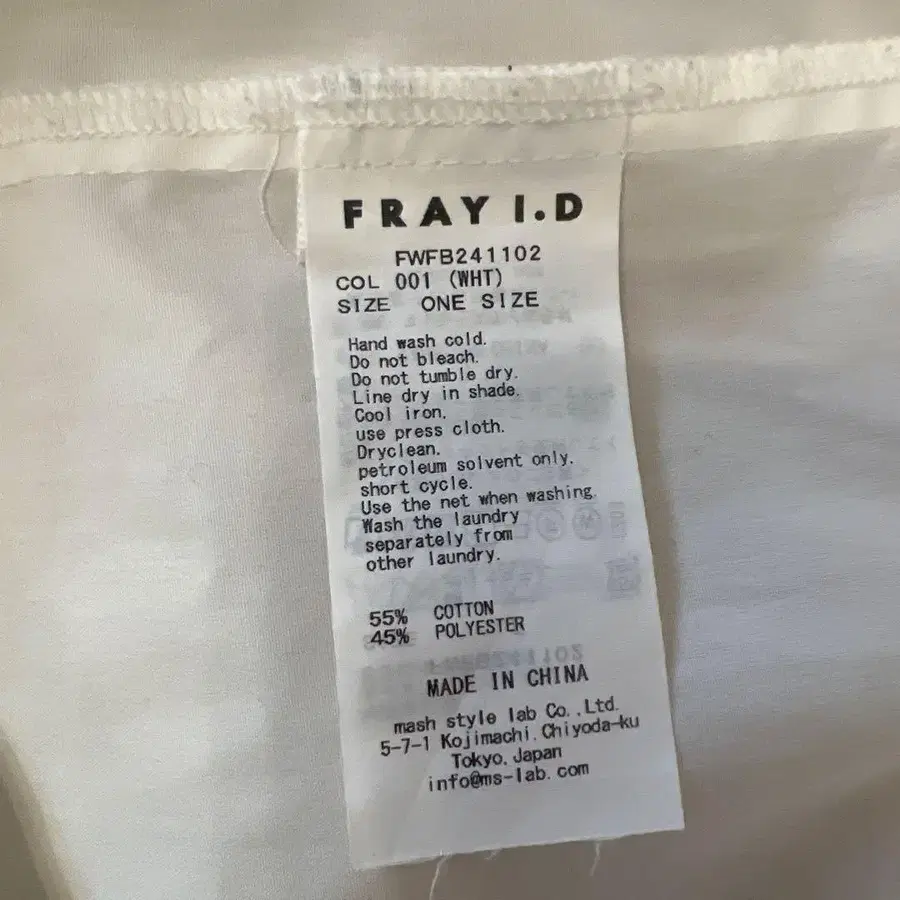 FRAY I.D
FWFB241102
COL 001 (WHT)
SIZE ONE SIZE
Hand wash cold.
Do not bleach.
Do not tumble dry.
Line dry in shade.
Cool iron.
use press cloth.
Dryclean.
petroleum solvent only.
short cycle.
Use the net when washing.
Wash the laundry
separately from
other laundry.
55% COTTON
45% POLYESTER
MADE IN CHINA
mash style lab Co.,Ltd.
5-7-1 Kojimachi, Chiyoda-ku
Tokyo, Japan
info@ms-lab.com